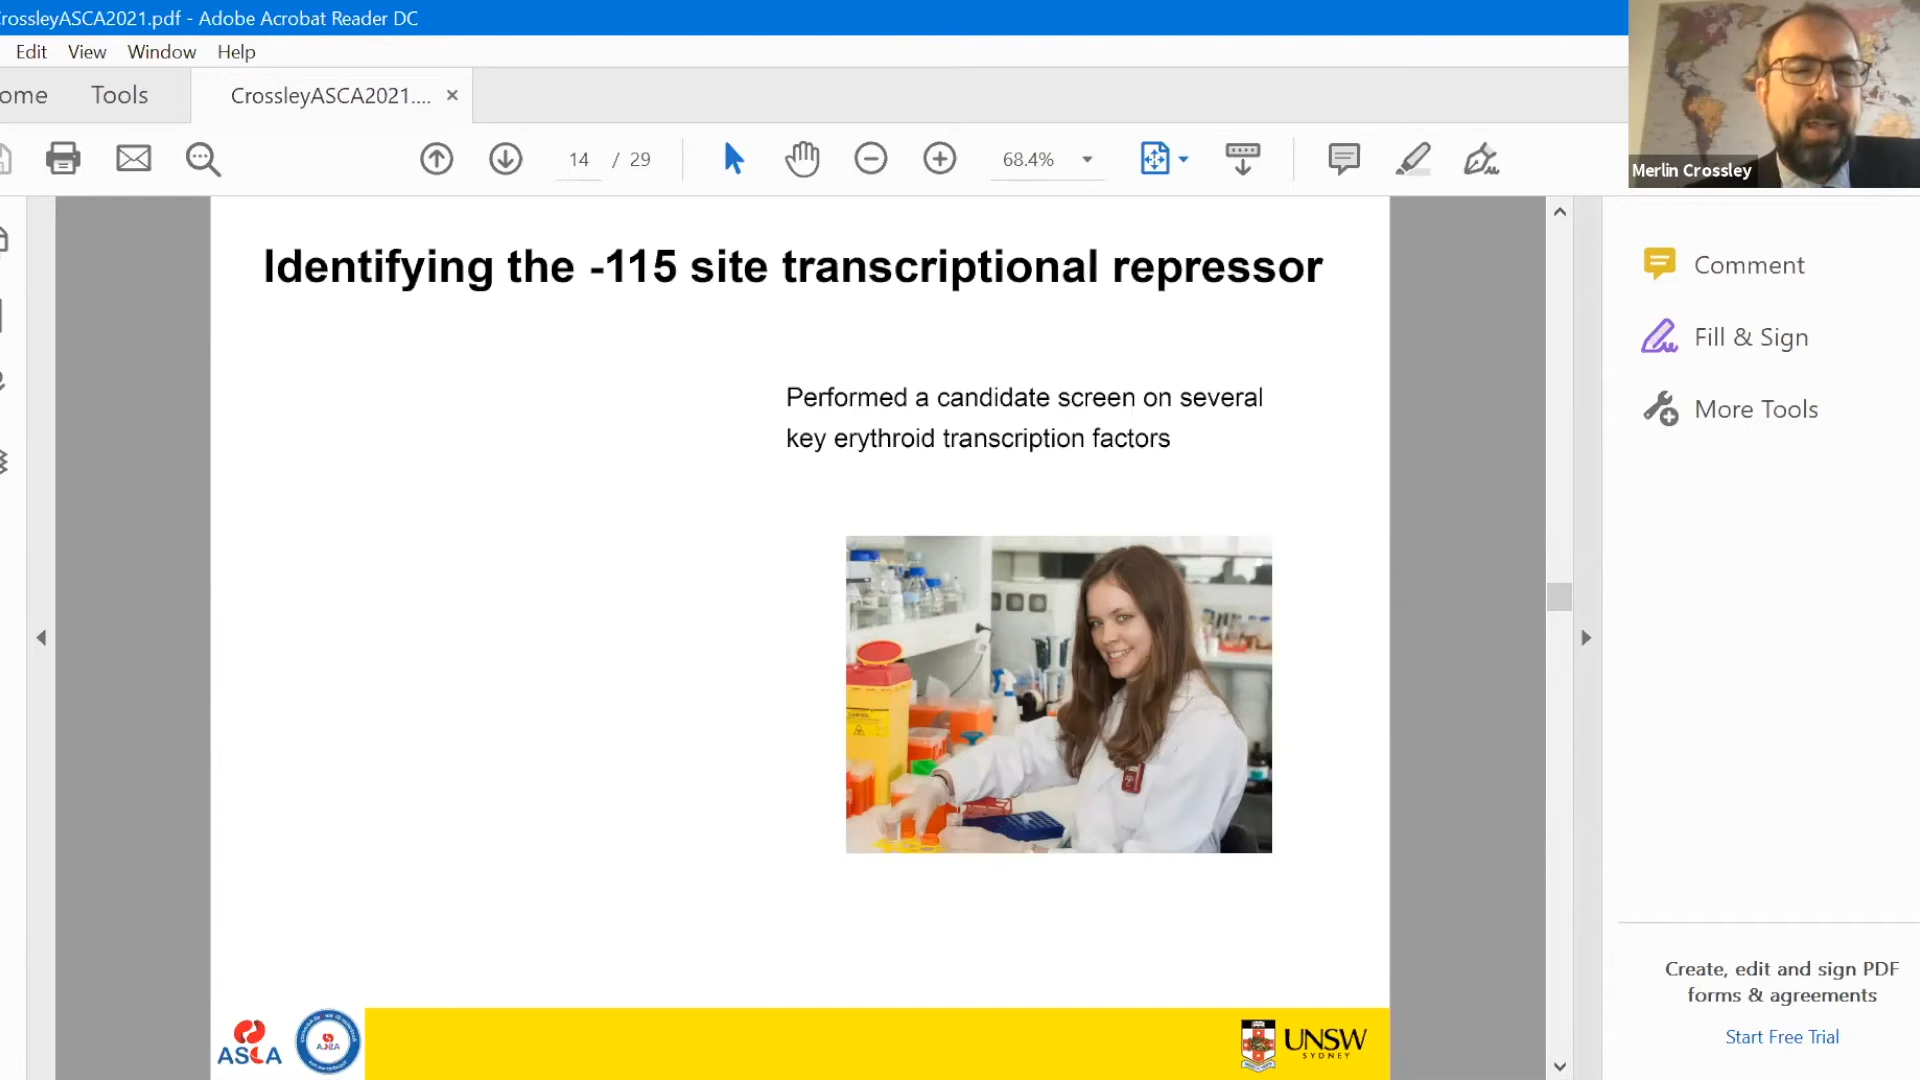 CrossleyASCA2021.pdf - Adobe Acrobat Reader DC
Edit View Window Help
ome Tools CrossleyASCA2021....
14 / 29 68.4%
Merlin Crossley
Identifying the -115 site transcriptional repressor
Performed a candidate screen on several
key erythroid transcription factors
Comment
Fill & Sign
More Tools
Create, edit and sign PDF
forms & agreements
Start Free Trial
ASCA
UNSW
SYDNEY